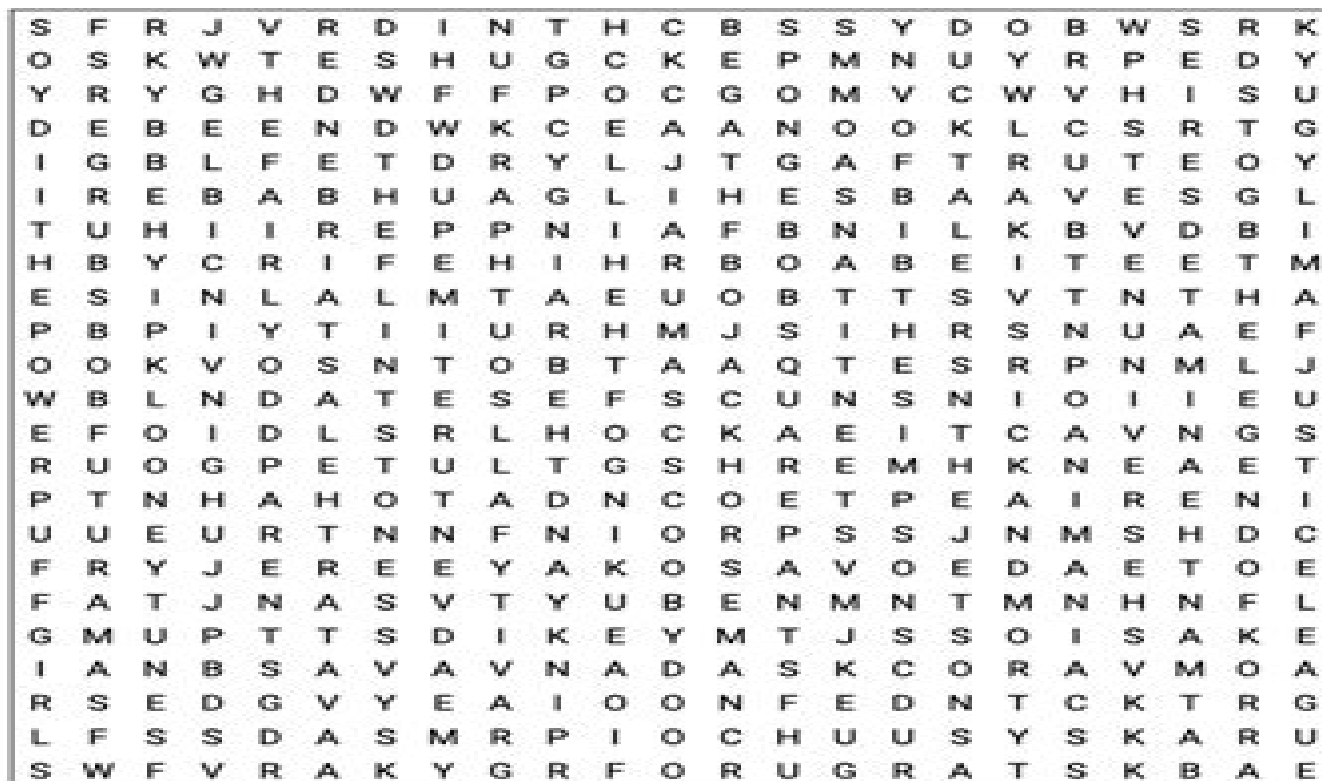 S F R J V R D I N T H C B S S Y D O B W S R K
O S K W T E S H U G C K E P M N U Y R P E D Y
Y R Y G H D W F F P O C G O M V C W V H I S U
D E B E E N D W K C E A A N O O K L C S R T G
I G B L F E T D R Y L J T G A F T R U T E O Y
I R E B A B H U A G L I H E S B A A V E S G L
T U H I I R E P P N I A F B N I L K B V D B I
H B Y C R I F E H I H R B O A B E I T E E T M
E S I N L A L M T A E U O B T T S V T N T H A
P B P I Y T I I U R H M J S I H R S N U A E F
O O K V O S N T O B T A A Q T E S R P N M L J
W B L N D A T E S E F S C U N S N I O I I E U
E F O I D L S R L H O C K A E I T C A V N G S
R U O G P E T U L T G S H R E M H K N E A E T
P T N H A H O T A D N C O E T P E A I R E N I
U U E U R T N N F N I O R P S S J N M S H D C
F R Y J E R E E Y A K O S A V O E D A E T O E
F A T J N A S V T Y U B E N M N T M N H N F L
G M U P T T S D I K E Y M T J S S O I S A K E
I A N B S A V A V N A D A S K C O R A V M O A
R S E D G V Y E A I O O N F E D N T C K T R G
L F S S D A S M R P I O C H U U S Y S K A R U
S W F V R A K Y G R F O R U G R A T S K B A E